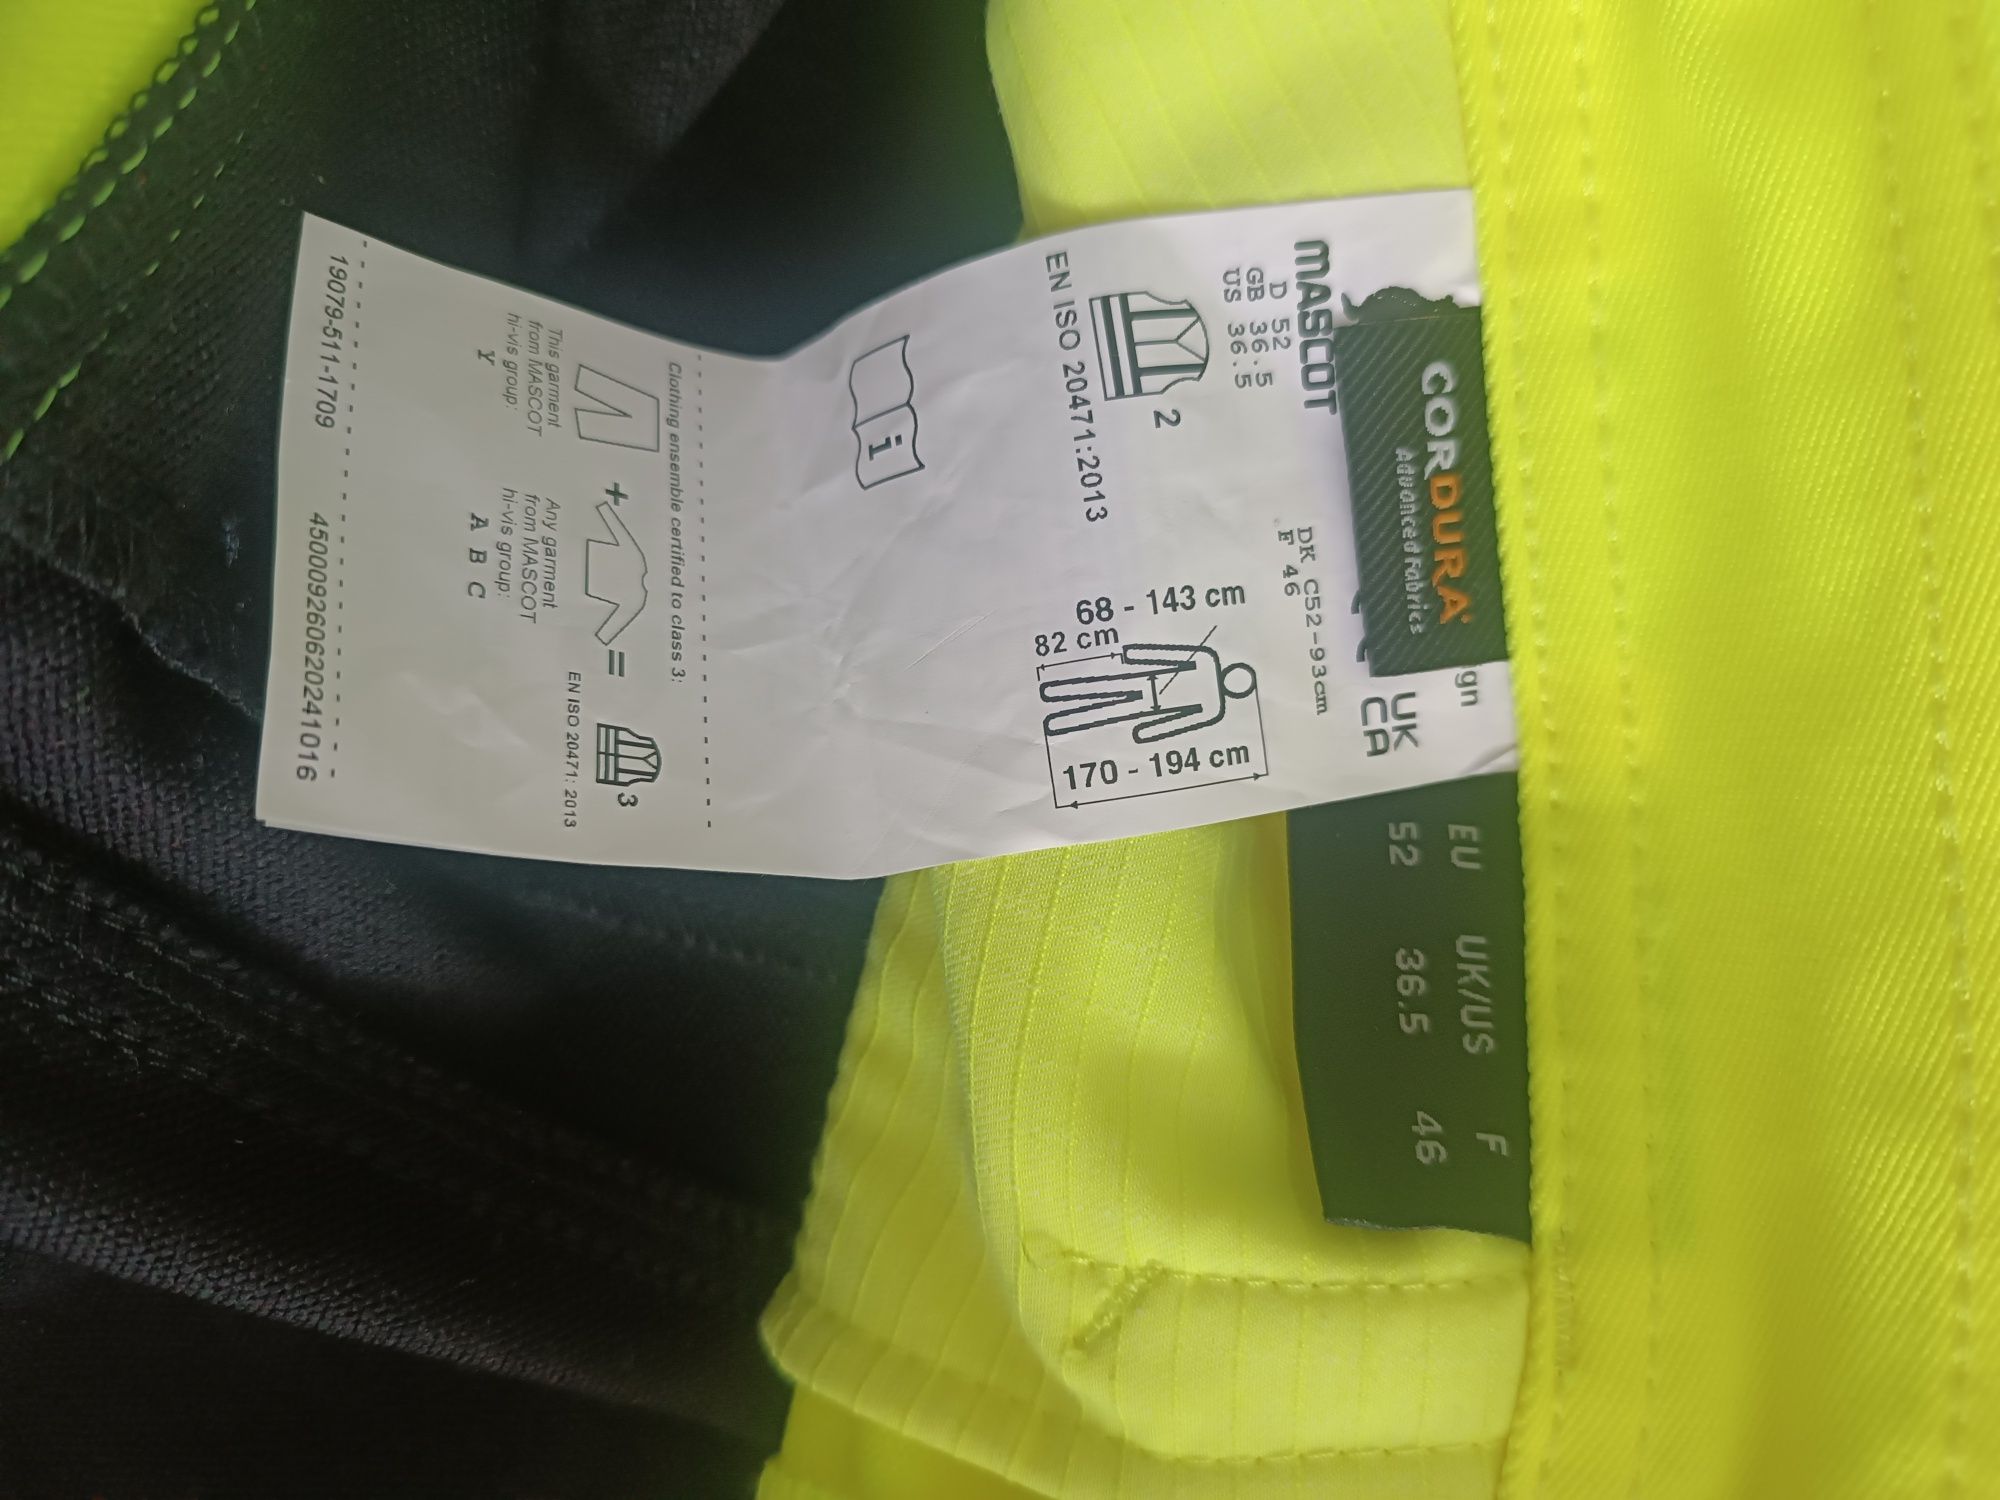 CORDURA
Advanced Fabrics
gn
MASCOT
UK
CA
D 52
GB 36.5
US 36.5
DK C52-93cm
F 46
2
EN ISO 20471:2013
68 - 143 cm
82 cm
170 - 194 cm
i
Clothing ensemble certified to class 3:
+
=
3
EN ISO 20471: 2013
This garment
from MASCOT
hi-vis group:
Y
Any garment
from MASCOT
hi-vis group:
A B C
19079-511-1709 45000926062024101​6
EU UK/US F
52 36.5 46